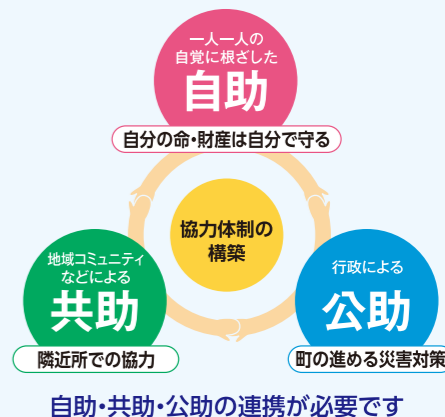 一人一人の
自覚に根ざした
自助
自分の命・財産は自分で守る
協力体制の
構築
地域コミュニティ
などによる
共助
隣近所での協力
行政による
公助
町の進める災害対策
自助・共助・公助の連携が必要です